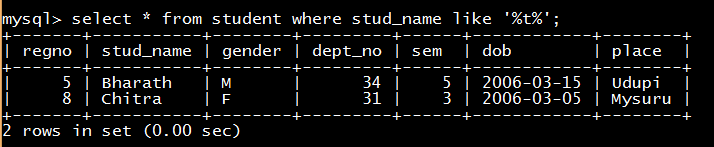 mysql> select * from student where stud_name like '%t%';
+-------+-----------+--------+---------+------+------------+--------+
| regno | stud_name | gender | dept_no | sem  | dob        | place  |
+-------+-----------+--------+---------+------+------------+--------+
|     5 | Bharath   | M      |      34 |    5 | 2006-03-15 | Udupi  |
|     8 | Chitra    | F      |      31 |    3 | 2006-03-05 | Mysuru |
+-------+-----------+--------+---------+------+------------+--------+
2 rows in set (0.00 sec)